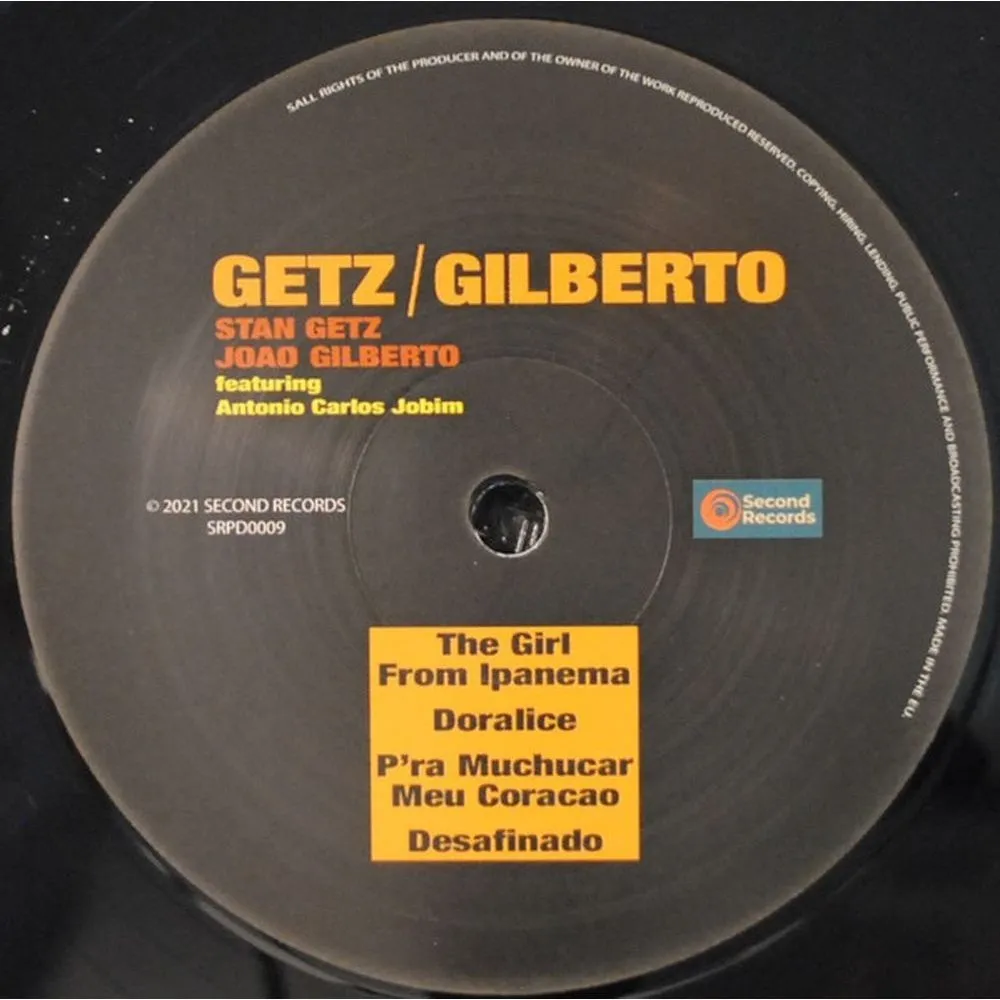 SALL RIGHTS OF THE PRODUCER AND OF THE OWNER OF THE WORK REPRODUCED RESERVED. COPYING, HIRING, LENDING, PUBLIC PERFORMANCE AND BROADCASTING PROHIBITED. MADE IN THE EU.
GETZ/GILBERTO
STAN GETZ
JOAO GILBERTO
featuring
Antonio Carlos Jobim
© 2021 SECOND RECORDS
SRPD0009
Second
Records
The Girl
From Ipanema
Doralice
P'ra Muchucar
Meu Coracao
Desafinado